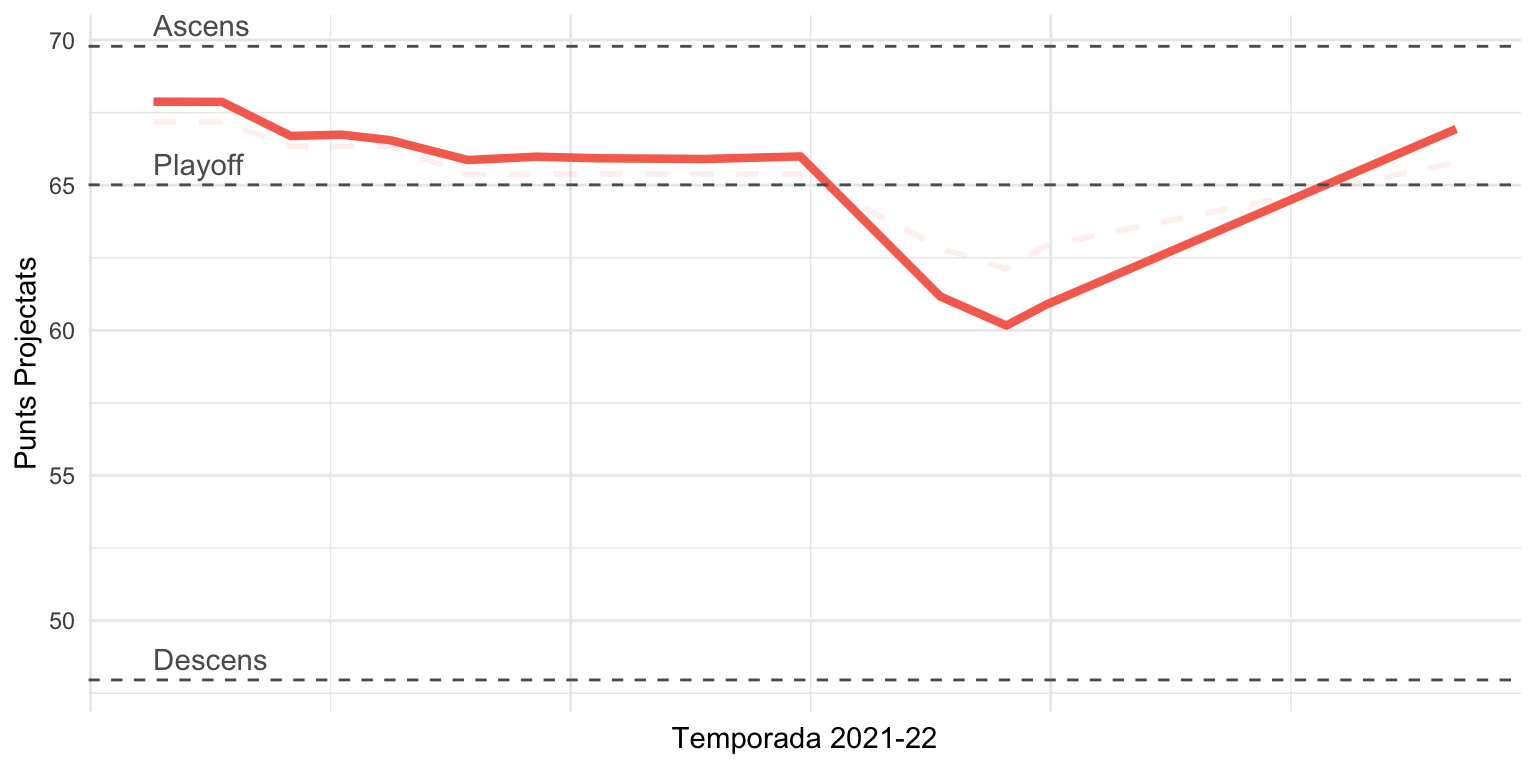 Ascens
70
Playoff
65
60
55
50
Descens
Punts Projectats
Temporada 2021-22